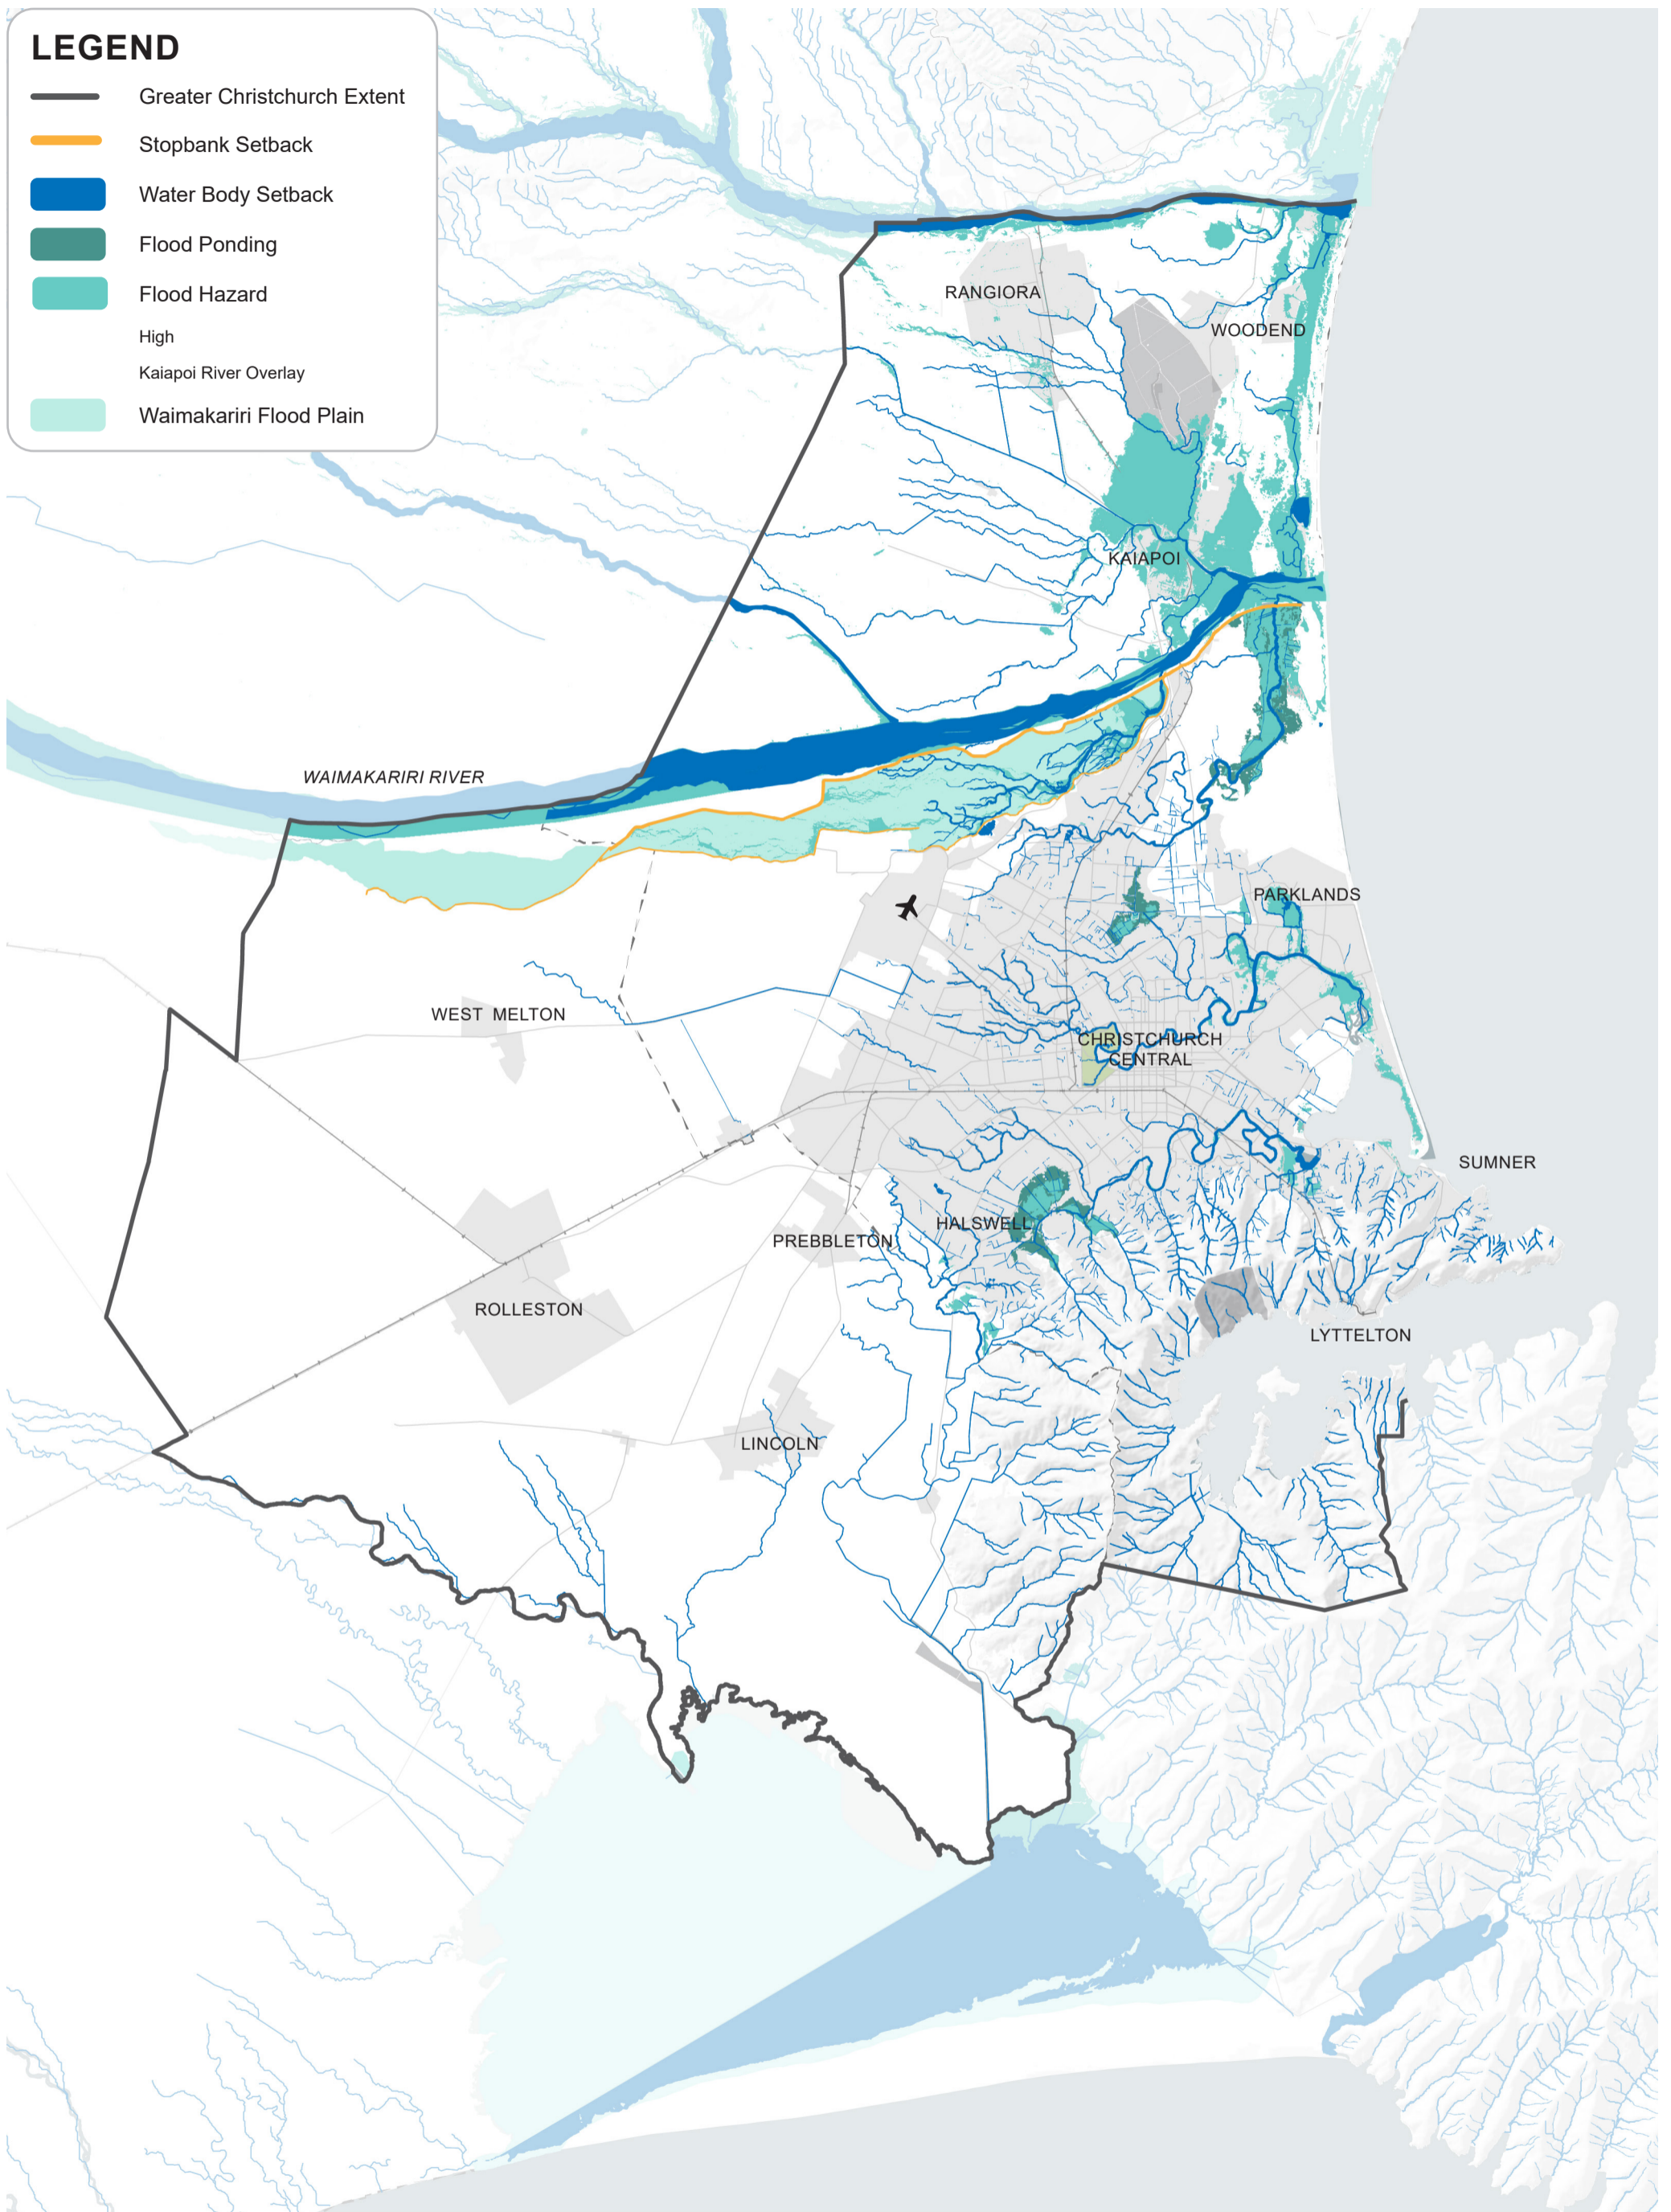 LEGEND
Greater Christchurch Extent
Stopbank Setback
Water Body Setback
Flood Ponding
Flood Hazard
High
Kaiapoi River Overlay
Waimakariri Flood Plain
RANGIORA
WOODEND
KAIAPOI
WAIMAKARIRI RIVER
PARKLANDS
WEST MELTON
CHRISTCHURCH
CENTRAL
SUMNER
HALSWELL
PREBBLETON
ROLLESTON
LYTTELTON
LINCOLN